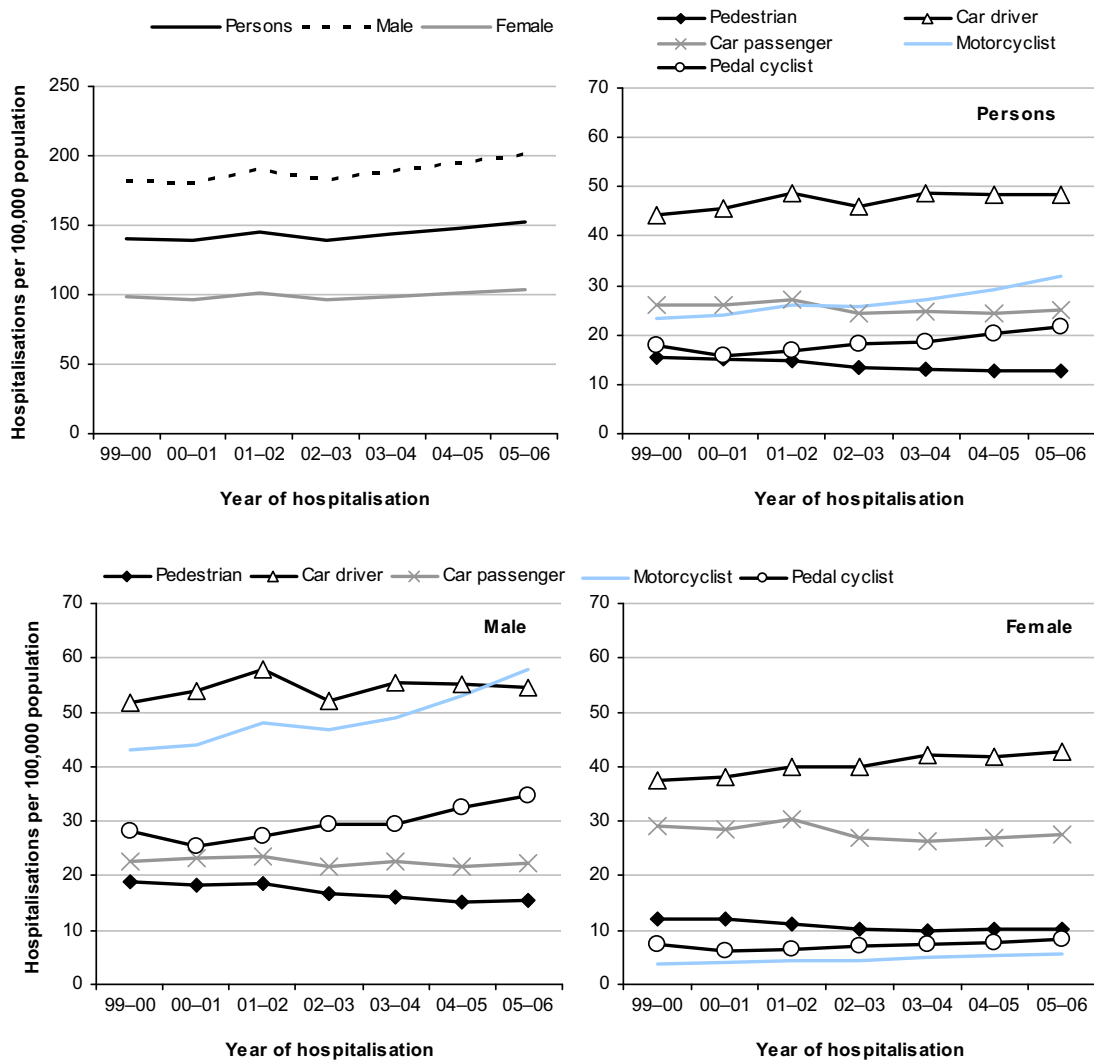 Persons Male Female
Hospitalisations per 100,000 population
250
200
150
100
50
0
99–00 00–01 01–02 02–03 03–04 04–05 05–06
Year of hospitalisation
Pedestrian Car driver
Car passenger Motorcyclist
Pedal cyclist
Persons
70
60
50
40
30
20
10
0
99–00 00–01 01–02 02–03 03–04 04–05 05–06
Year of hospitalisation
Pedestrian Car driver Car passenger Motorcyclist Pedal cyclist
Hospitalisations per 100,000 population
Male
70
60
50
40
30
20
10
0
99–00 00–01 01–02 02–03 03–04 04–05 05–06
Year of hospitalisation
Female
70
60
50
40
30
20
10
0
99–00 00–01 01–02 02–03 03–04 04–05 05–06
Year of hospitalisation